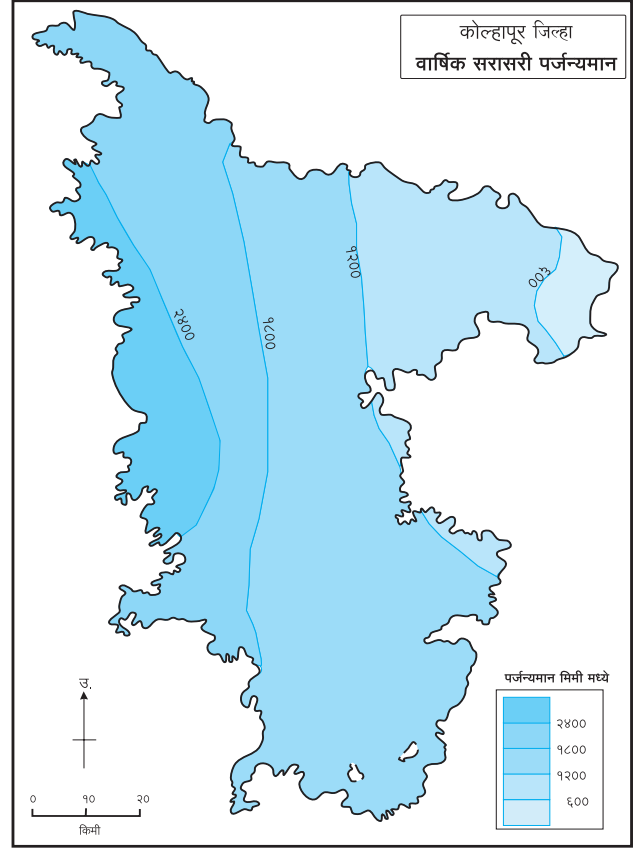 कोल्हापूर जिल्हा
वार्षिक सरासरी पर्जन्यमान
१२००
६००
२४००
१८००
पर्जन्यमान मिमी मध्ये
उ.
२४००
१८००
१२००
६००
० १० २०
किमी